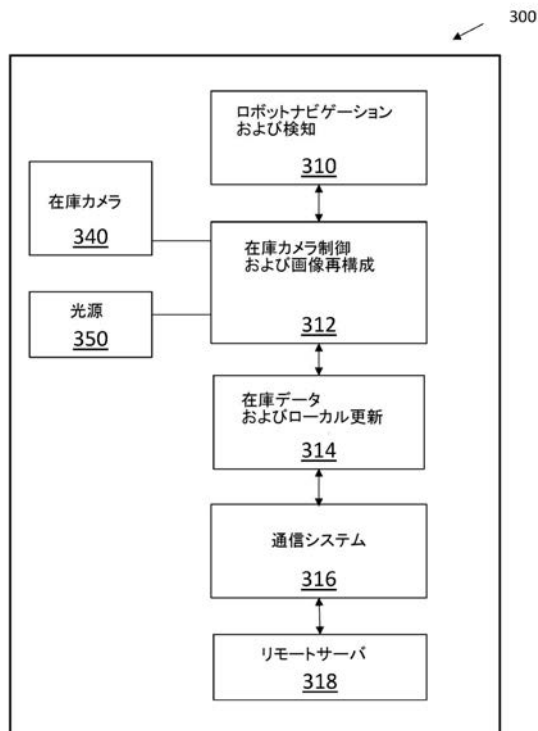 300
ロボットナビゲーション
および検知
310
在庫カメラ
340
在庫カメラ制御
および画像再構成
312
光源
350
在庫データ
およびローカル更新
314
通信システム
316
リモートサーバ
318